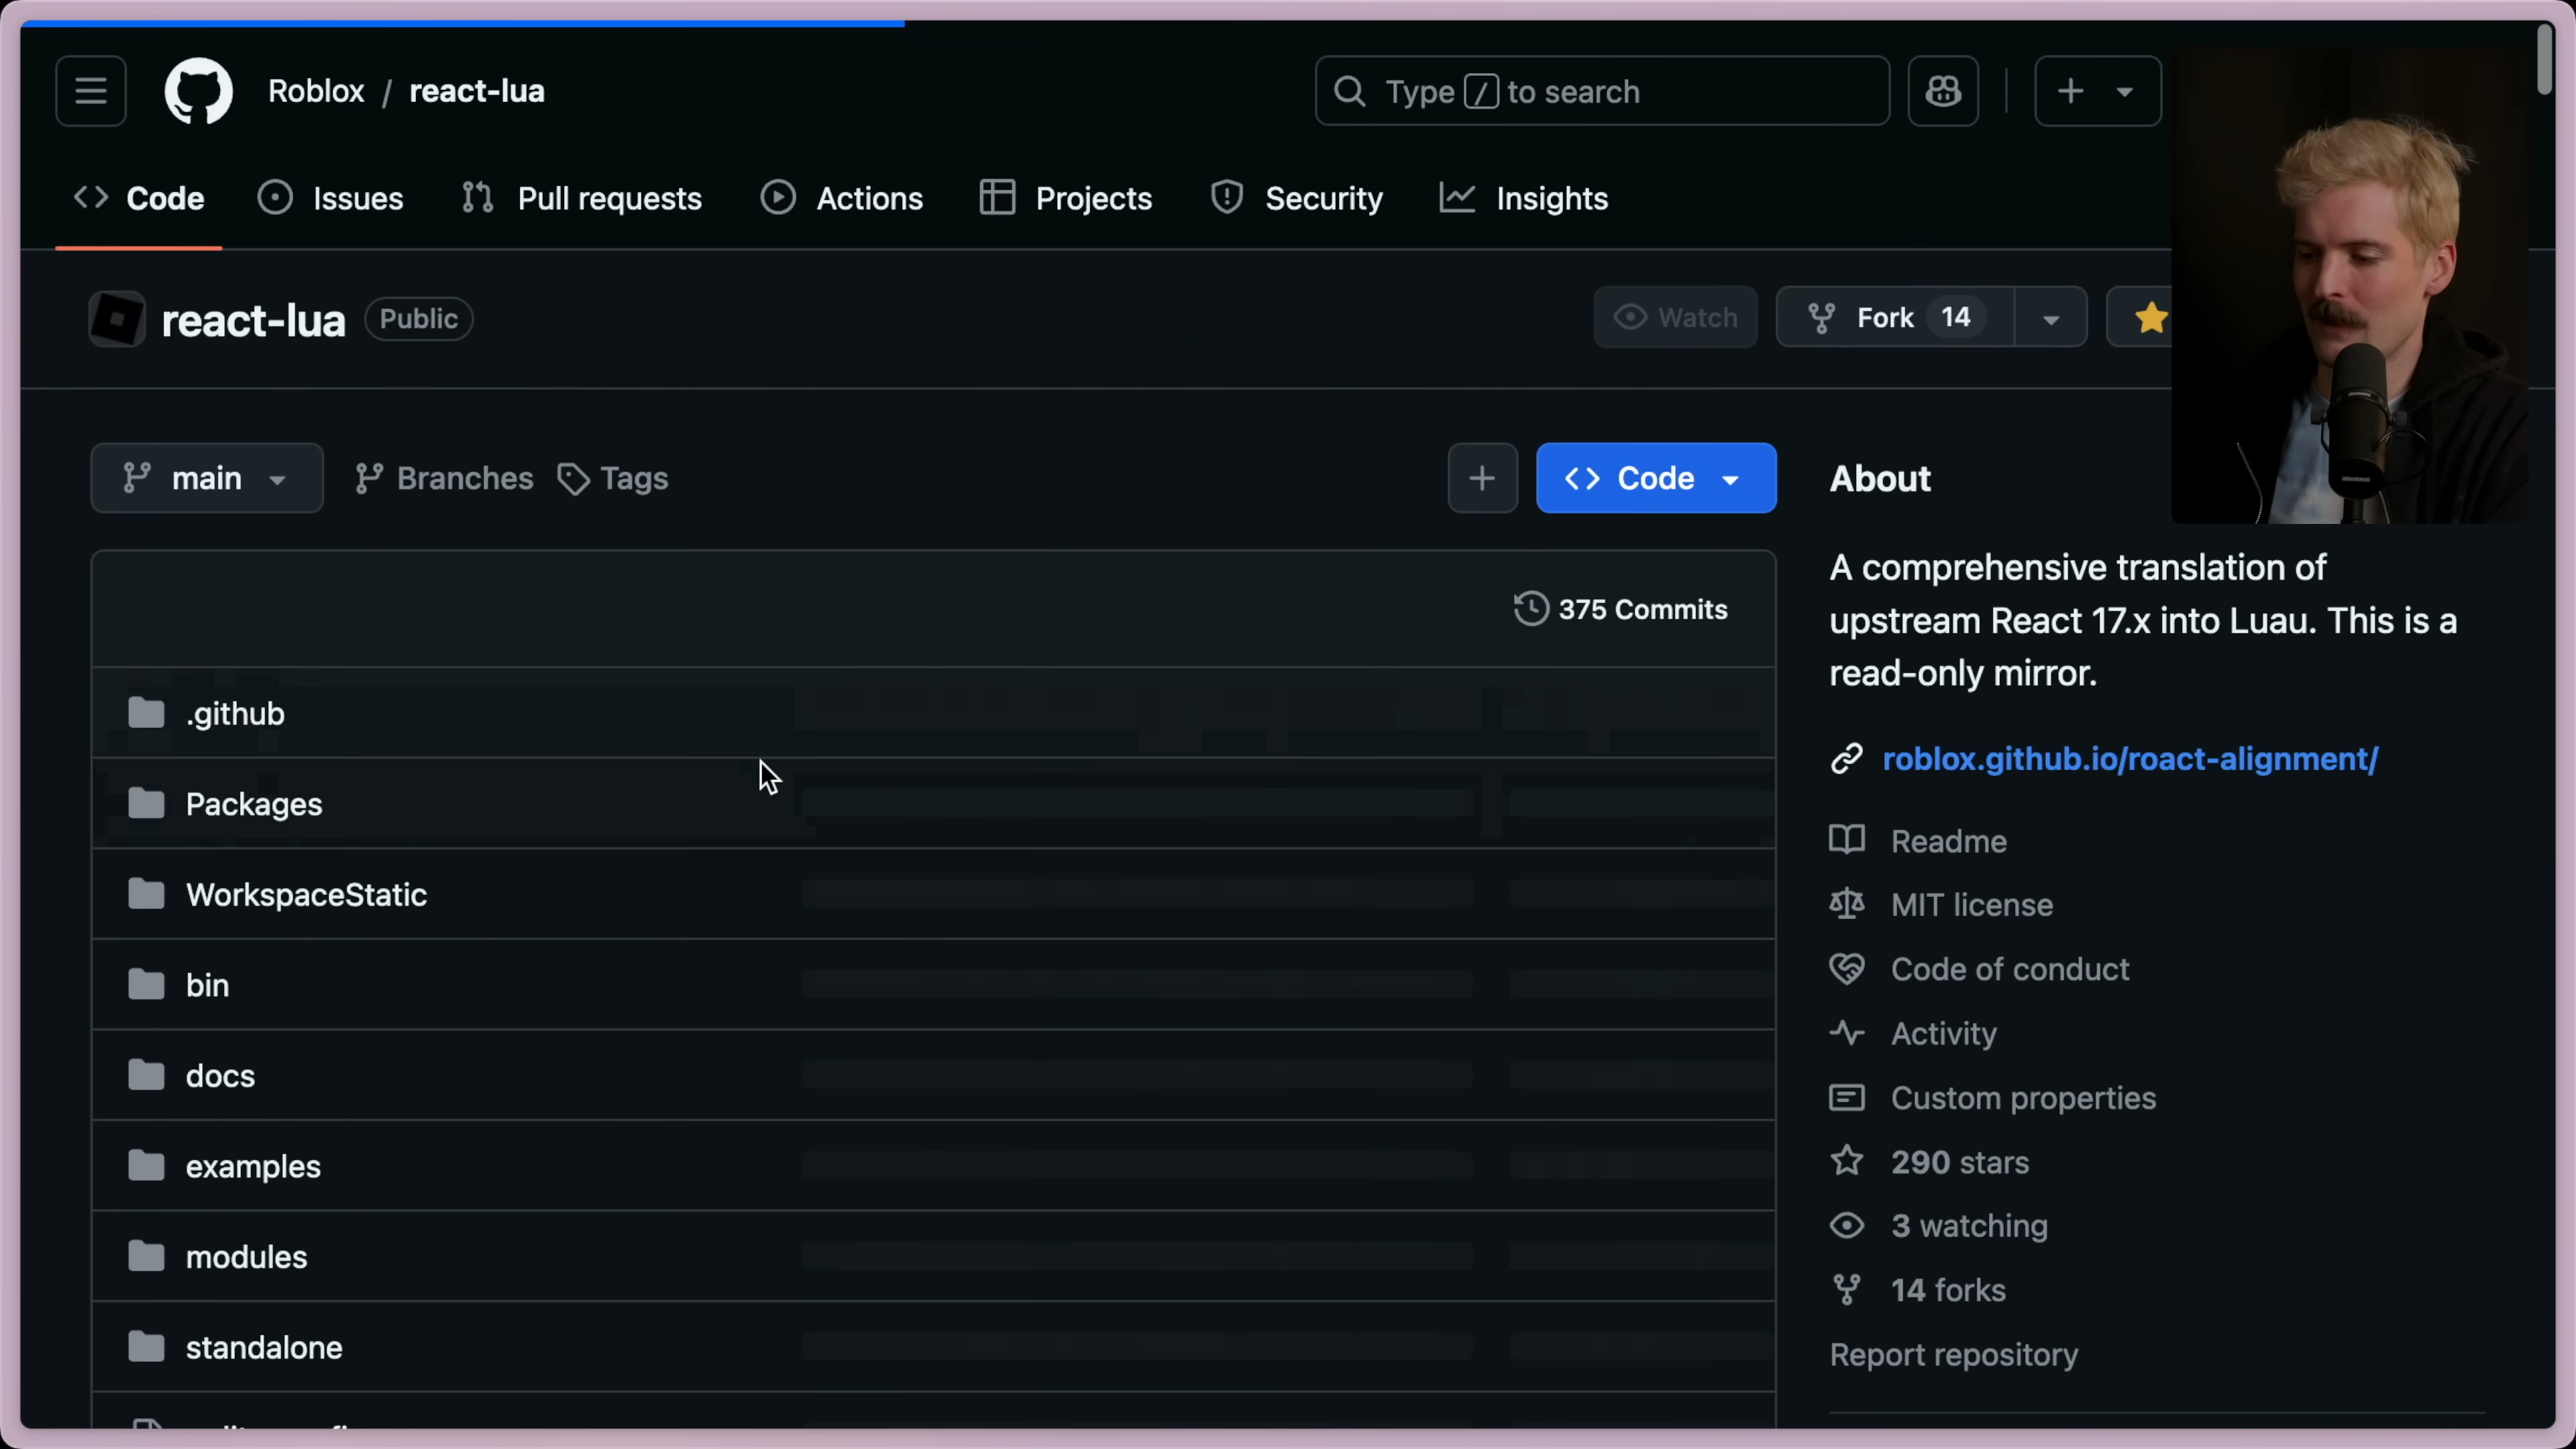 Roblox / react-lua
Type / to search
Code
Issues
Pull requests
Actions
Projects
Security
Insights
react-lua
Public
Watch
Fork 14
main
Branches
Tags
Code
About
A comprehensive translation of
upstream React 17.x into Luau. This is a
read-only mirror.
roblox.github.io/roact-alignment/
375 Commits
.github
Packages
WorkspaceStatic
bin
docs
examples
modules
standalone
Readme
MIT license
Code of conduct
Activity
Custom properties
290 stars
3 watching
14 forks
Report repository